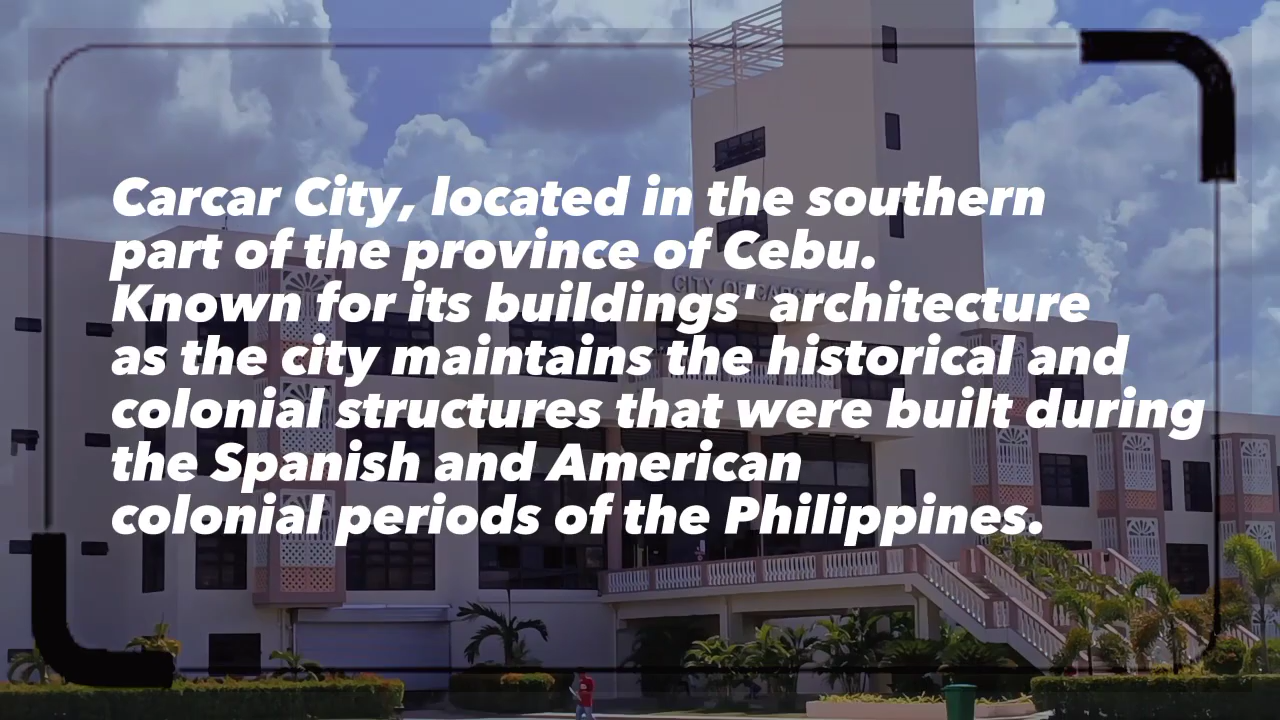 Carcar City, located in the southern
part of the province of Cebu.
Known for its buildings' architecture
as the city maintains the historical and
colonial structures that were built during
the Spanish and American
colonial periods of the Philippines.
CITY OF